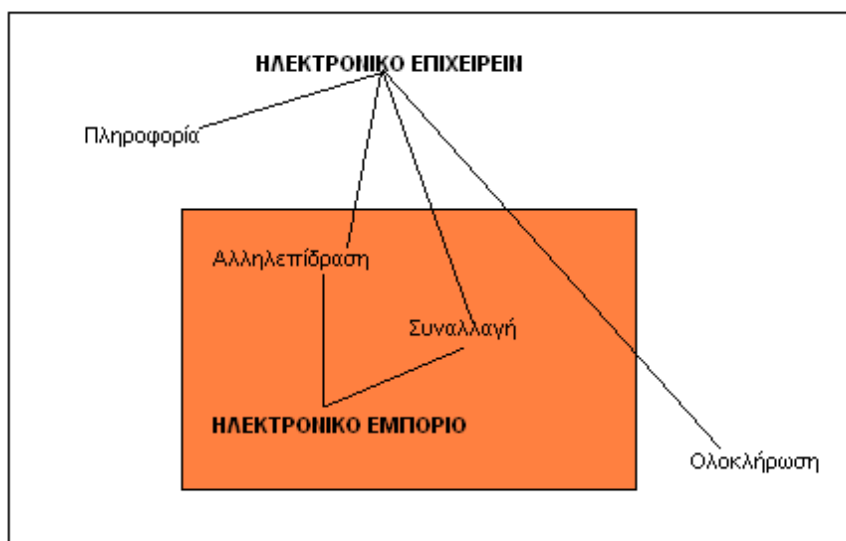 ΗΛΕΚΤΡΟΝΙΚΟ ΕΠΙΧΕΙΡΕΙΝ
Πληροφορία
Αλληλεπίδραση
Συναλλαγή
ΗΛΕΚΤΡΟΝΙΚΟ ΕΜΠΟΡΙΟ
Ολοκλήρωση